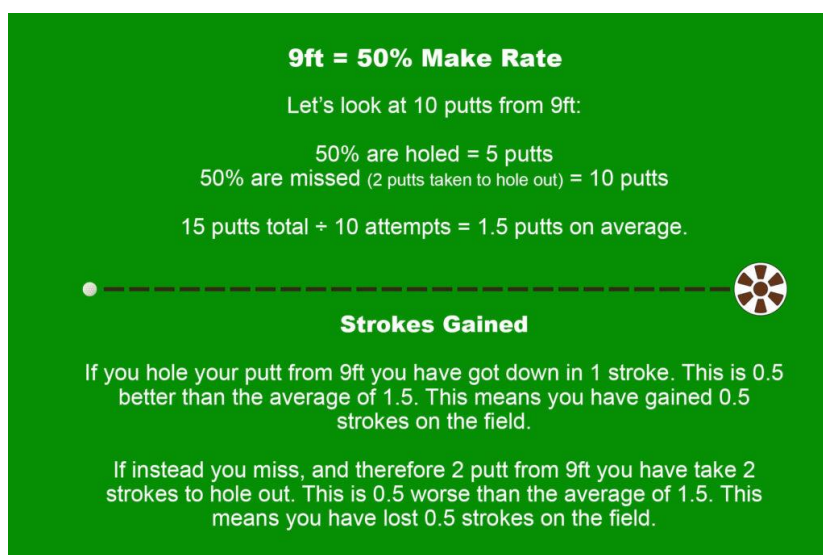 9ft = 50% Make Rate
Let's look at 10 putts from 9ft:
50% are holed = 5 putts
50% are missed (2 putts taken to hole out) = 10 putts
15 putts total ÷ 10 attempts = 1.5 putts on average.
Strokes Gained
If you hole your putt from 9ft you have got down in 1 stroke. This is 0.5
better than the average of 1.5. This means you have gained 0.5
strokes on the field.
If instead you miss, and therefore 2 putt from 9ft you have take 2
strokes to hole out. This is 0.5 worse than the average of 1.5. This
means you have lost 0.5 strokes on the field.